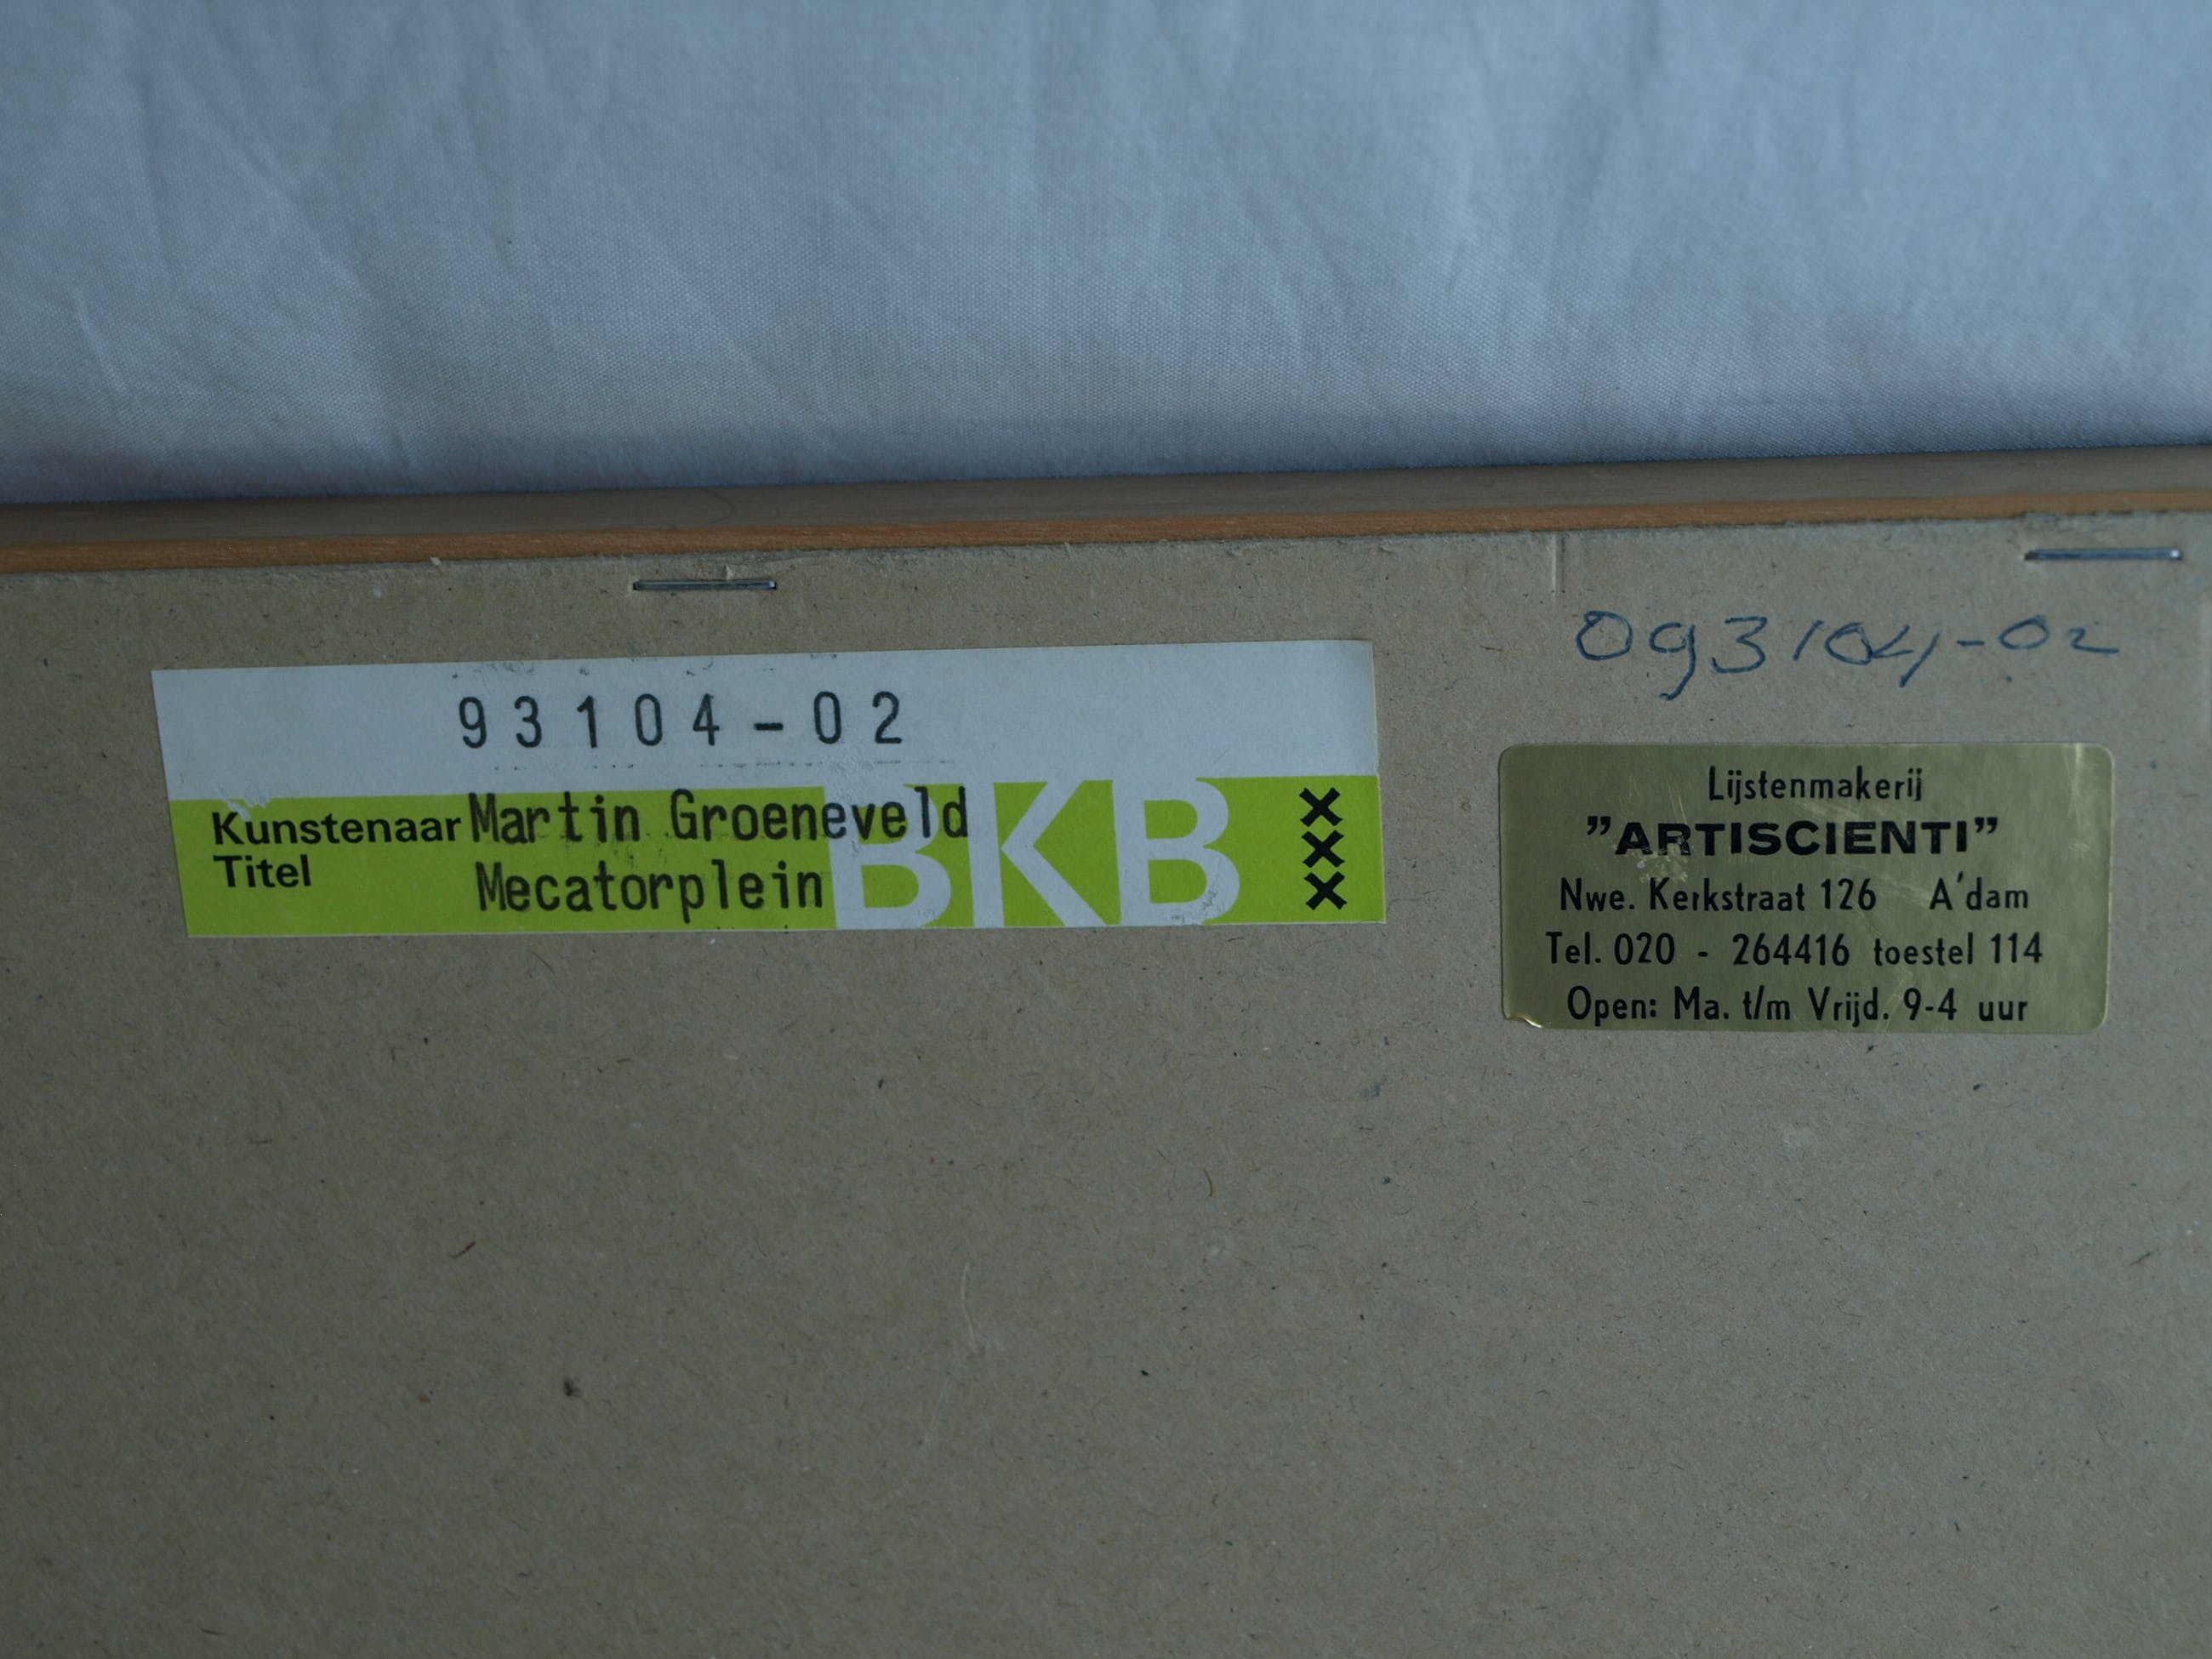 093104-02
93104-02
Kunstenaar Martin Groeneveld
Titel Mecatorplein
BKB
XXX
Lijstenmakerij
”ARTISCIENTI”
Nwe. Kerkstraat 126 A'dam
Tel. 020 - 264416 toestel 114
Open: Ma. t/m Vrijd. 9-4 uur